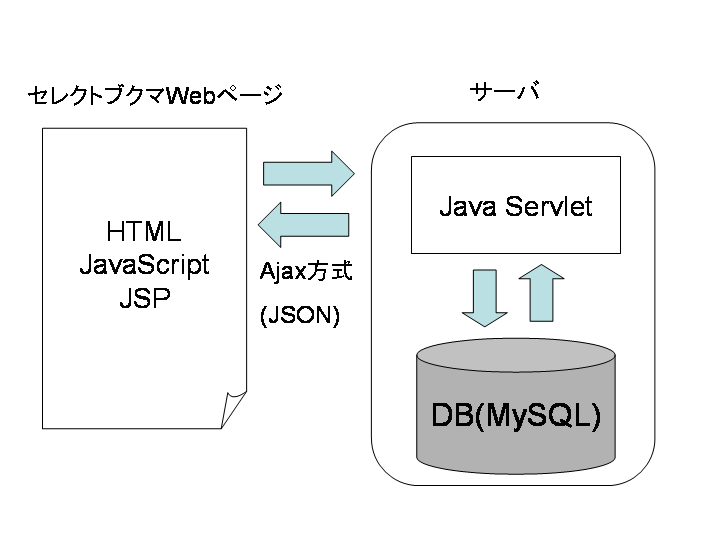 セレクトブクマWebページ
サーバ
HTML
JavaScript
JSP
Ajax方式
(JSON)
Java Servlet
DB(MySQL)